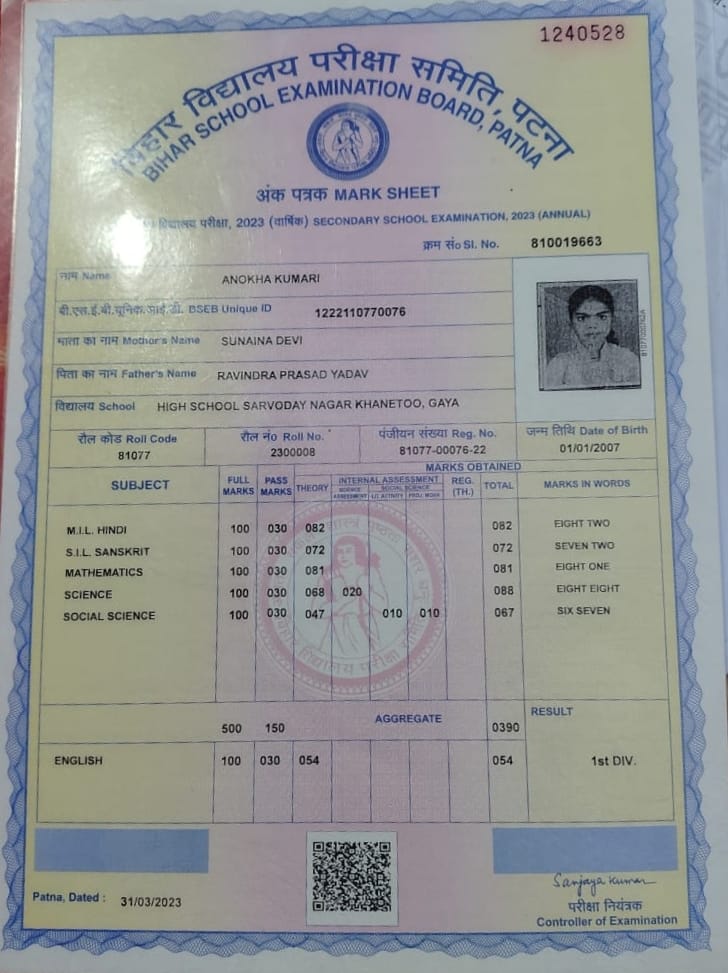 1240528
बिहार विद्यालय परीक्षा समिति, पटना
BIHAR SCHOOL EXAMINATION BOARD, PATNA
अंक पत्रक MARK SHEET
विद्यालय परीक्षा, 2023 (वार्षिक) SECONDARY SCHOOL EXAMINATION, 2023 (ANNUAL)
क्रम सं० Sl. No. 810019663
नाम Name ANOKHA KUMARI
बी.एस.ई.बी.यूनिक.आई.डी. BSEB Unique ID 1222110770076
माता का नाम Mother's Name SUNAINA DEVI
पिता का नाम Father's Name RAVINDRA PRASAD YADAV
विद्यालय School HIGH SCHOOL SARVODAY NAGAR KHANETOO, GAYA
रौल कोड Roll Code रौल नं० Roll No. पंजीयन संख्या Reg. No. जन्म तिथि Date of Birth
81077 2300008 81077-00076-22 01/01/2007
MARKS OBTAINED
SUBJECT FULL MARKS PASS MARKS THEORY INTERNAL ASSESSMENT REG. (TH.) TOTAL MARKS IN WORDS
SCIENCE SOCIAL SCIENCE
ASSESSMENT LIT. ACTIVITY PROJ. WORK
M.I.L. HINDI 100 030 082 082 EIGHT TWO
S.I.L. SANSKRIT 100 030 072 072 SEVEN TWO
MATHEMATICS 100 030 081 081 EIGHT ONE
SCIENCE 100 030 068 020 088 EIGHT EIGHT
SOCIAL SCIENCE 100 030 047 010 010 067 SIX SEVEN
500 150 AGGREGATE 0390 RESULT
ENGLISH 100 030 054 054 1st DIV.
Sanjaya Kumar
Patna, Dated : 31/03/2023
परीक्षा नियंत्रक
Controller of Examination